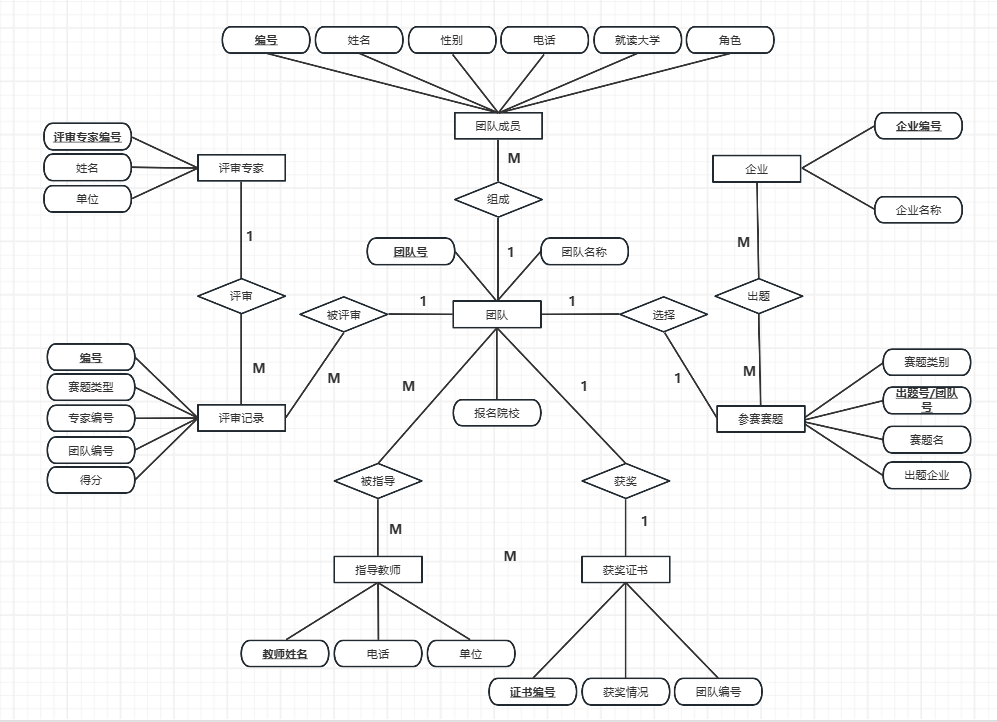 编号
姓名
性别
电话
就读大学
角色
团队成员
M
组成
1
评审专家编号
姓名
单位
评审专家
1
评审
M
企业编号
企业名称
企业
M
出题
M
团队号
团队名称
被评审
1
团队
1
选择
M
1
编号
赛题类型
专家编号
团队编号
得分
评审记录
赛题类别
出题号/团队
号
赛题名
出题企业
参赛赛题
报名院校
M
1
被指导
获奖
M
1
M
指导教师
获奖证书
教师姓名
电话
单位
证书编号
获奖情况
团队编号